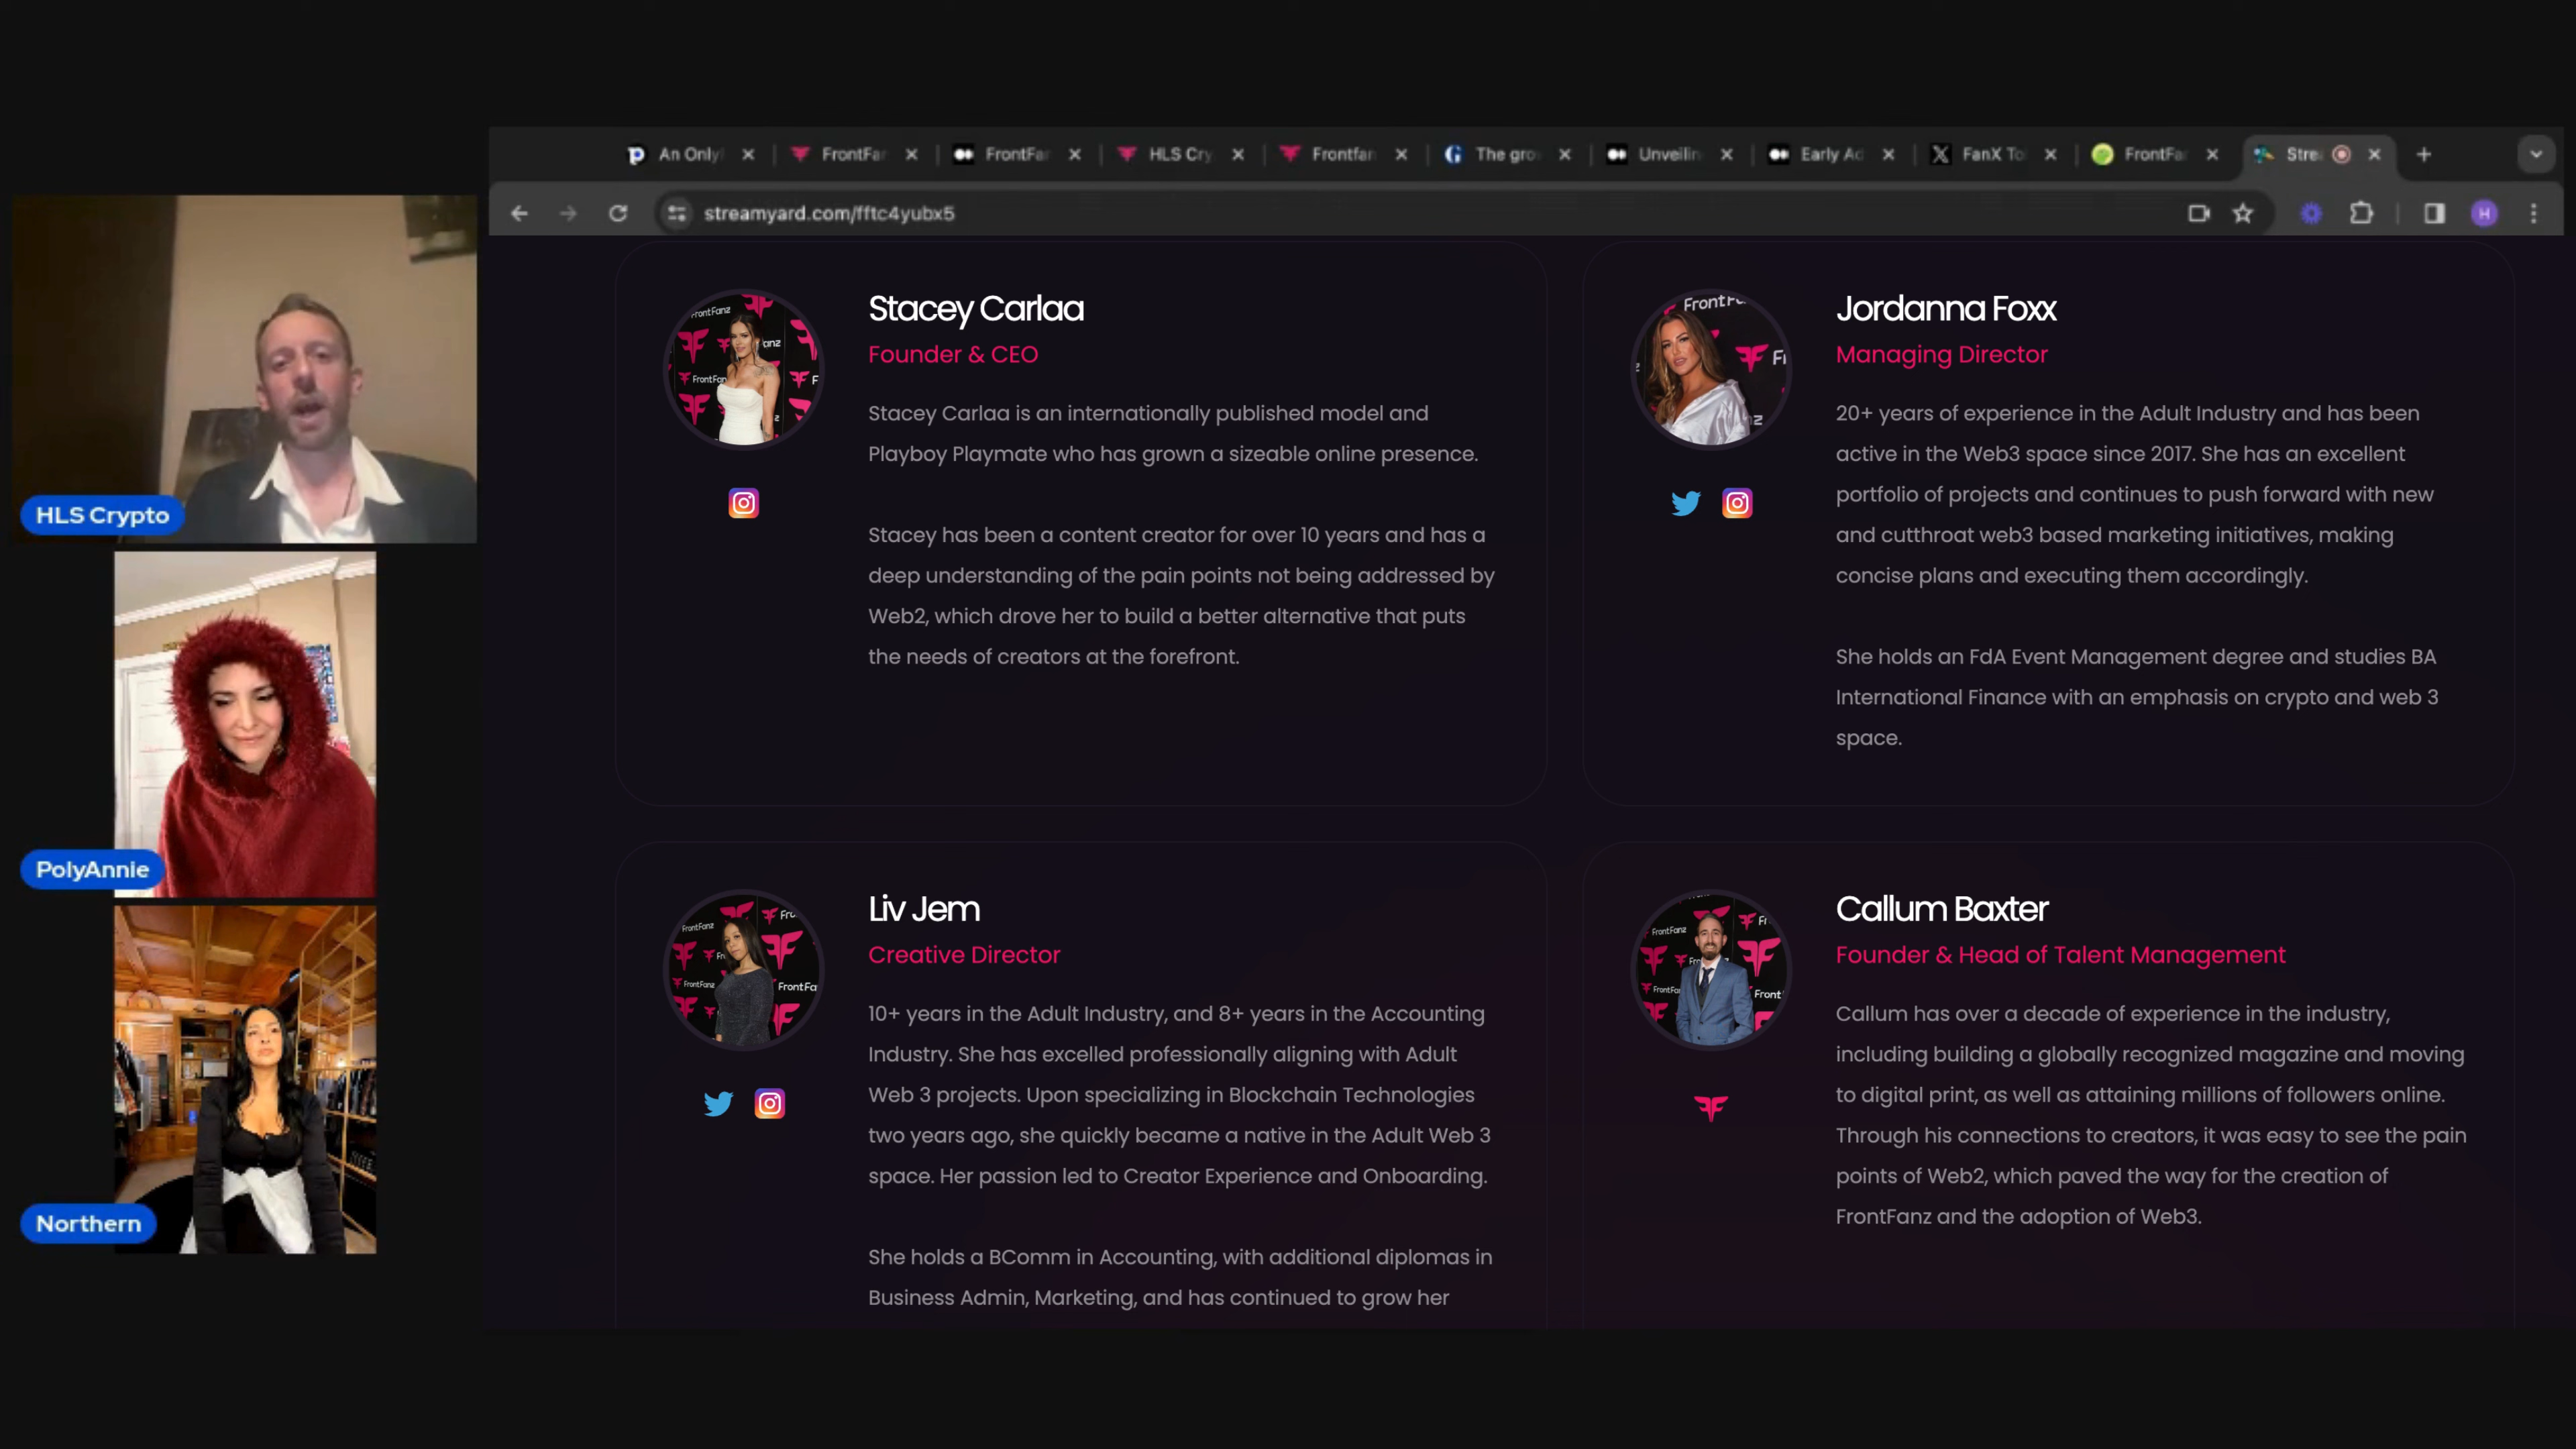 An Only
FrontFar
FrontFar
HLS Cry
Frontfan
The gro
Unveilin
Early Ad
FanX To
FrontFa
Stre
streamyard.com/fftc4yubx5
H
HLS Crypto
PolyAnnie
Northern
Stacey Carlaa
Founder & CEO
Stacey Carlaa is an internationally published model and
Playboy Playmate who has grown a sizeable online presence.
Stacey has been a content creator for over 10 years and has a
deep understanding of the pain points not being addressed by
Web2, which drove her to build a better alternative that puts
the needs of creators at the forefront.
Jordanna Foxx
Managing Director
20+ years of experience in the Adult Industry and has been
active in the Web3 space since 2017. She has an excellent
portfolio of projects and continues to push forward with new
and cutthroat web3 based marketing initiatives, making
concise plans and executing them accordingly.
She holds an FdA Event Management degree and studies BA
International Finance with an emphasis on crypto and web 3
space.
Liv Jem
Creative Director
10+ years in the Adult Industry, and 8+ years in the Accounting
Industry. She has excelled professionally aligning with Adult
Web 3 projects. Upon specializing in Blockchain Technologies
two years ago, she quickly became a native in the Adult Web 3
space. Her passion led to Creator Experience and Onboarding.
She holds a BComm in Accounting, with additional diplomas in
Business Admin, Marketing, and has continued to grow her
Callum Baxter
Founder & Head of Talent Management
Callum has over a decade of experience in the industry,
including building a globally recognized magazine and moving
to digital print, as well as attaining millions of followers online.
Through his connections to creators, it was easy to see the pain
points of Web2, which paved the way for the creation of
FrontFanz and the adoption of Web3.